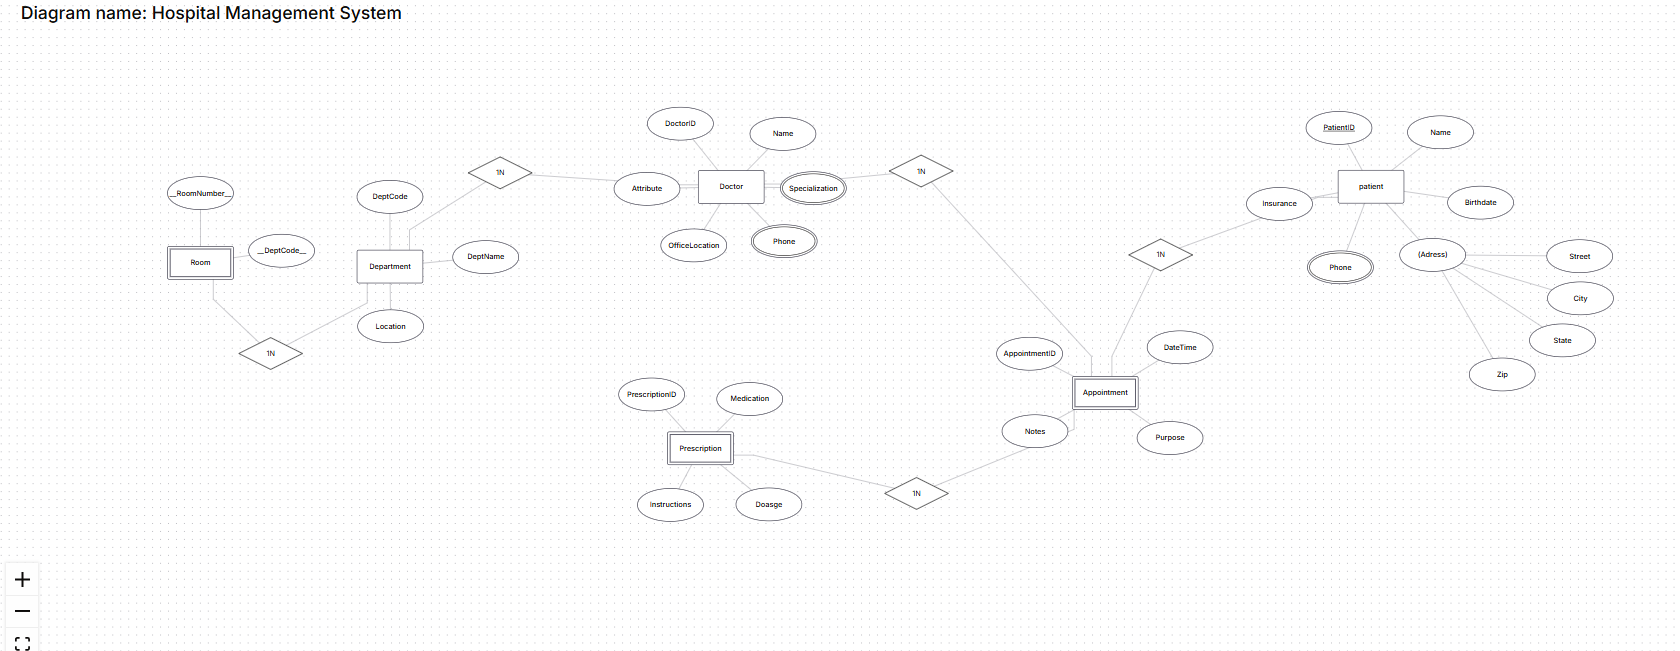 Diagram name: Hospital Management System
DoctorID
Name
PatientID
Name
1N
1N
Attribute
Doctor
Specialization
patient
__RoomNumber__
DeptCode
Insurance
Birthdate
OfficeLocation
Phone
__DeptCode__
DeptName
1N
(Adress)
Street
Room
Department
Phone
City
Location
1N
AppointmentID
DateTime
State
Zip
PrescriptionID
Medication
Appointment
Notes
Purpose
Prescription
1N
Instructions
Doasge